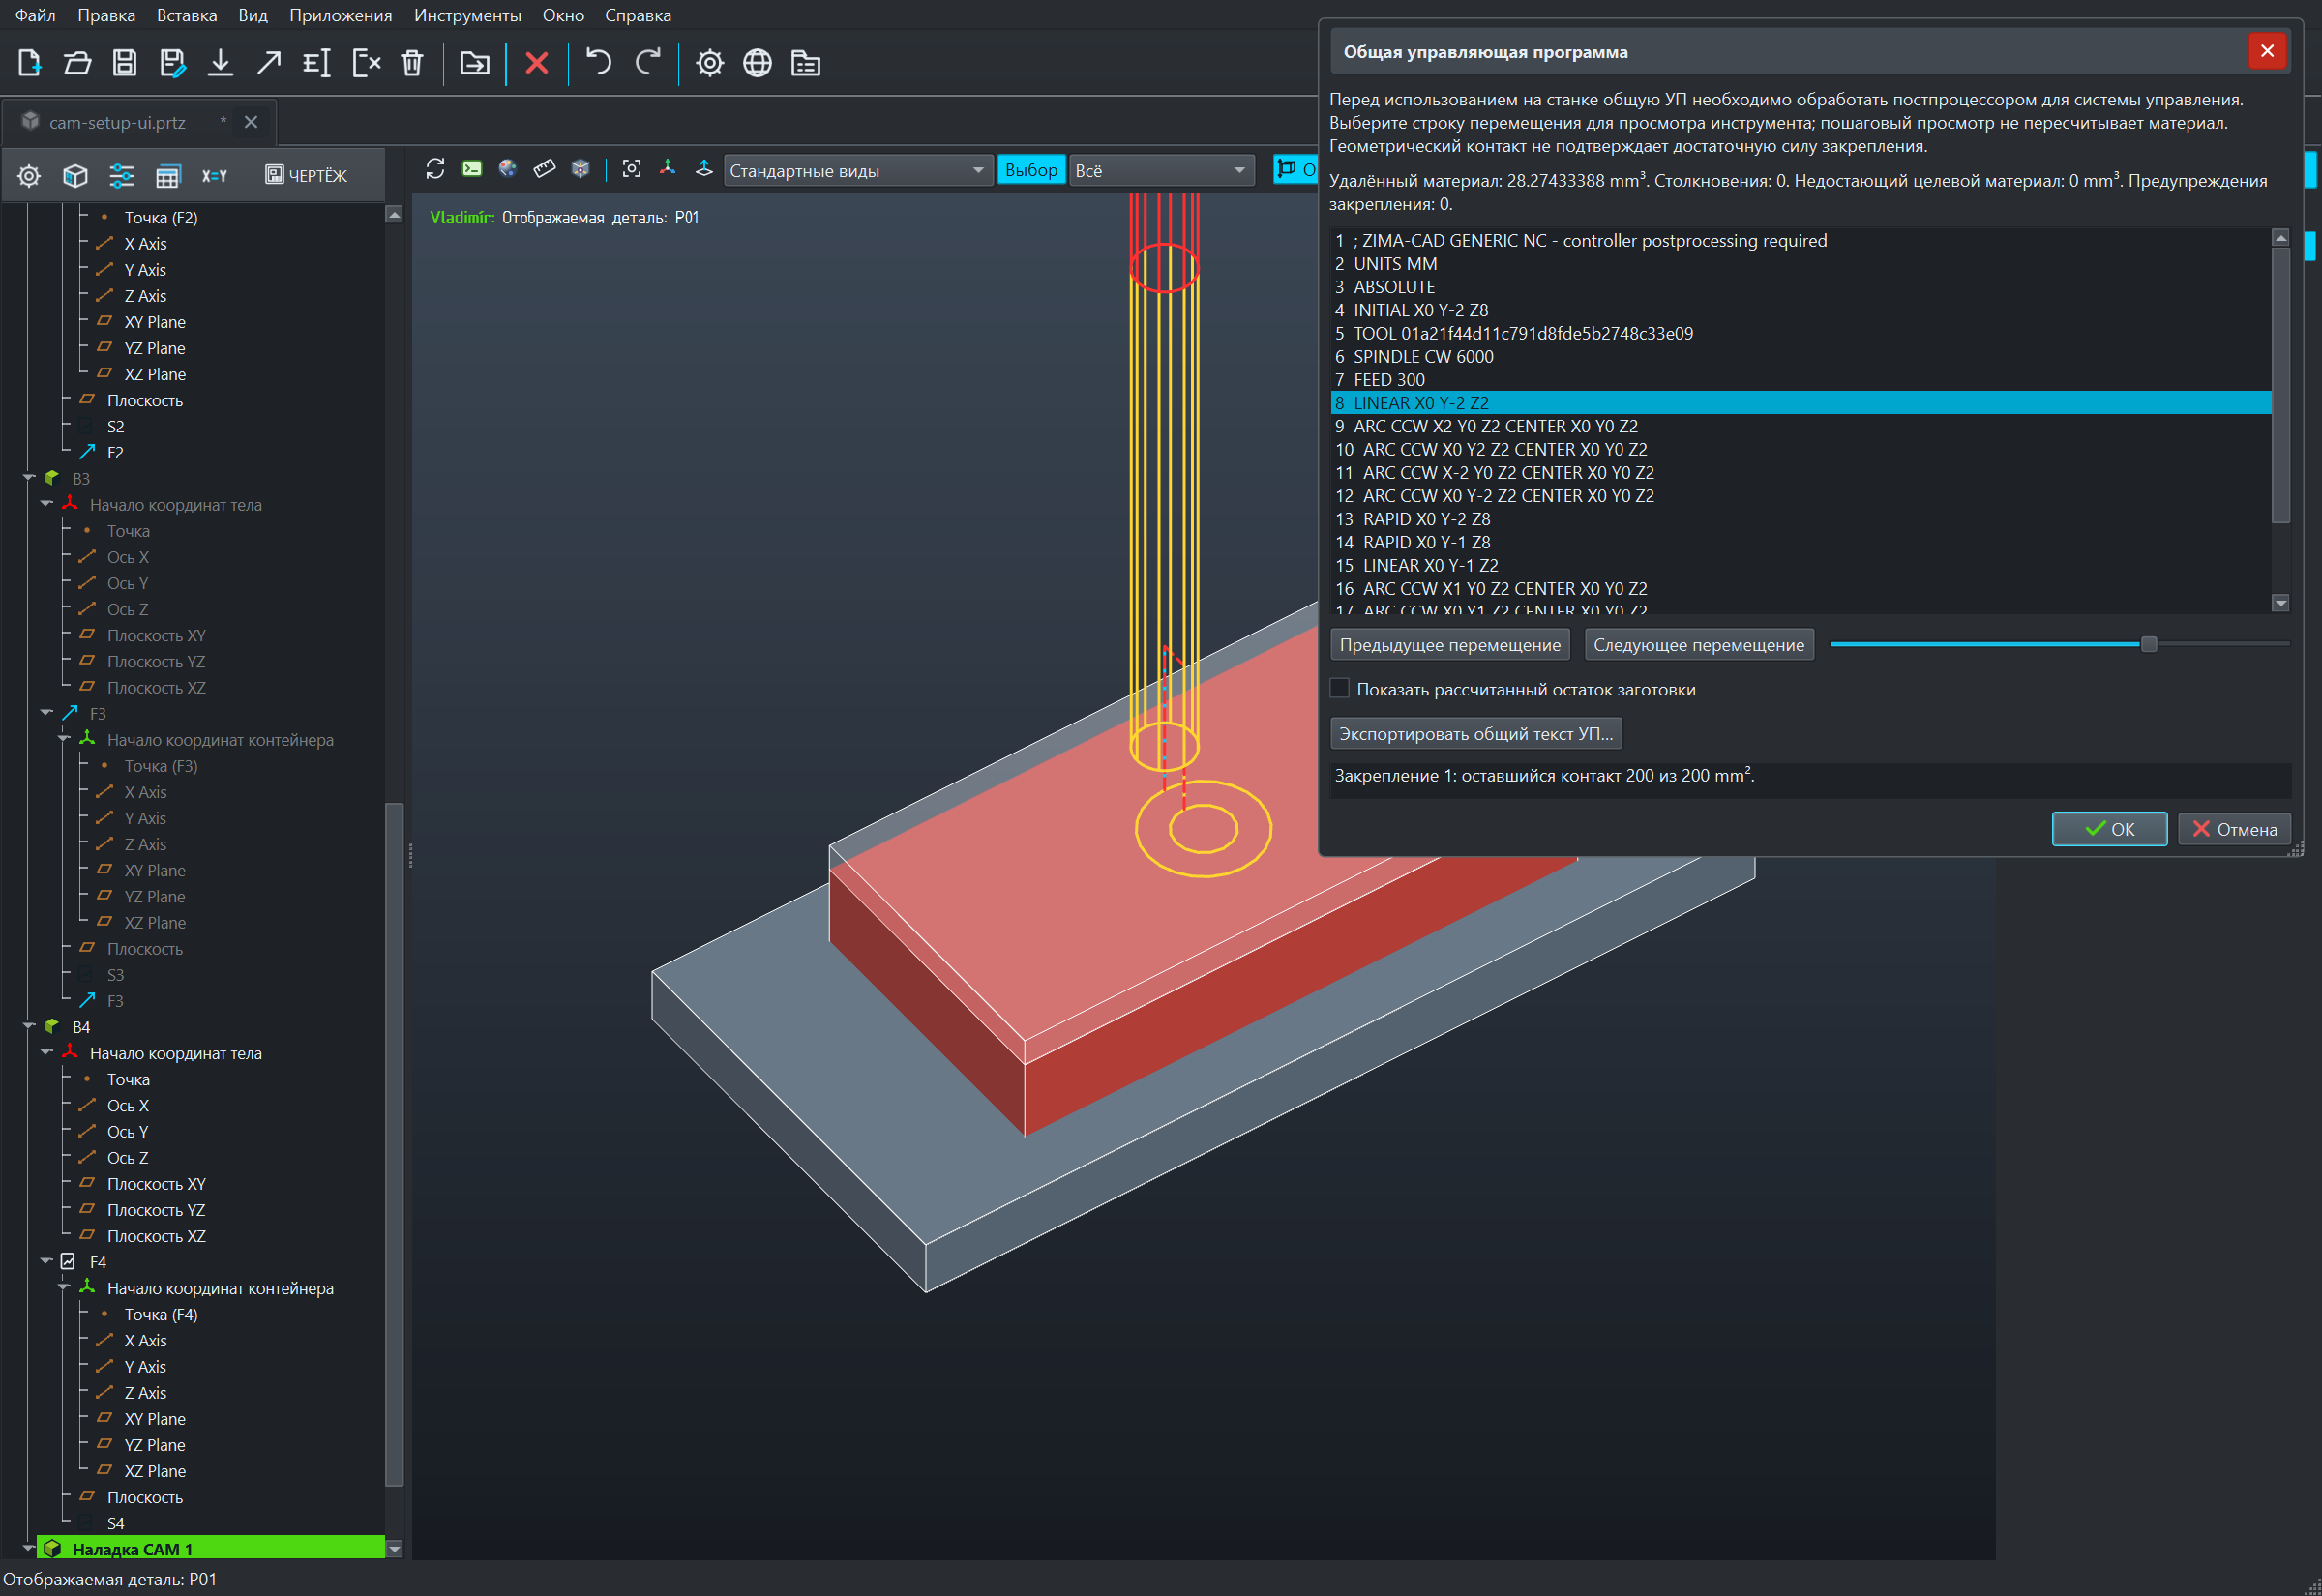 Файл Правка Вставка Вид Приложения Инструменты Окно Справка
cam-setup-ui.prtz *
X=Y ЧЕРТЁЖ
Стандартные виды Выбор Всё
Vladimír: Отображаемая деталь: P01
Точка (F2)
X Axis
Y Axis
Z Axis
XY Plane
YZ Plane
XZ Plane
Плоскость
S2
F2
B3
Начало координат тела
Точка
Ось X
Ось Y
Ось Z
Плоскость XY
Плоскость YZ
Плоскость XZ
F3
Начало координат контейнера
Точка (F3)
X Axis
Y Axis
Z Axis
XY Plane
YZ Plane
XZ Plane
Плоскость
S3
F3
B4
Начало координат тела
Точка
Ось X
Ось Y
Ось Z
Плоскость XY
Плоскость YZ
Плоскость XZ
F4
Начало координат контейнера
Точка (F4)
X Axis
Y Axis
Z Axis
XY Plane
YZ Plane
XZ Plane
Плоскость
S4
Наладка CAM 1
Отображаемая деталь: P01
Общая управляющая программа
Перед использованием на станке общую УП необходимо обработать постпроцессором для системы управления.
Выберите строку перемещения для просмотра инструмента; пошаговый просмотр не пересчитывает материал.
Геометрический контакт не подтверждает достаточную силу закрепления.
Удалённый материал: 28.27433388 mm³. Столкновения: 0. Недостающий целевой материал: 0 mm³. Предупреждения
закрепления: 0.
1 ; ZIMA-CAD GENERIC NC - controller postprocessing required
2 UNITS MM
3 ABSOLUTE
4 INITIAL X0 Y-2 Z8
5 TOOL 01a21f44d11c791d8fde5b2748c33e09
6 SPINDLE CW 6000
7 FEED 300
8 LINEAR X0 Y-2 Z2
9 ARC CCW X2 Y0 Z2 CENTER X0 Y0 Z2
10 ARC CCW X0 Y2 Z2 CENTER X0 Y0 Z2
11 ARC CCW X-2 Y0 Z2 CENTER X0 Y0 Z2
12 ARC CCW X0 Y-2 Z2 CENTER X0 Y0 Z2
13 RAPID X0 Y-2 Z8
14 RAPID X0 Y-1 Z8
15 LINEAR X0 Y-1 Z2
16 ARC CCW X1 Y0 Z2 CENTER X0 Y0 Z2
17 ARC CCW X0 Y1 Z2 CENTER X0 Y0 Z2
Предыдущее перемещение Следующее перемещение
Показать рассчитанный остаток заготовки
Экспортировать общий текст УП...
Закрепление 1: оставшийся контакт 200 из 200 mm².
OK Отмена